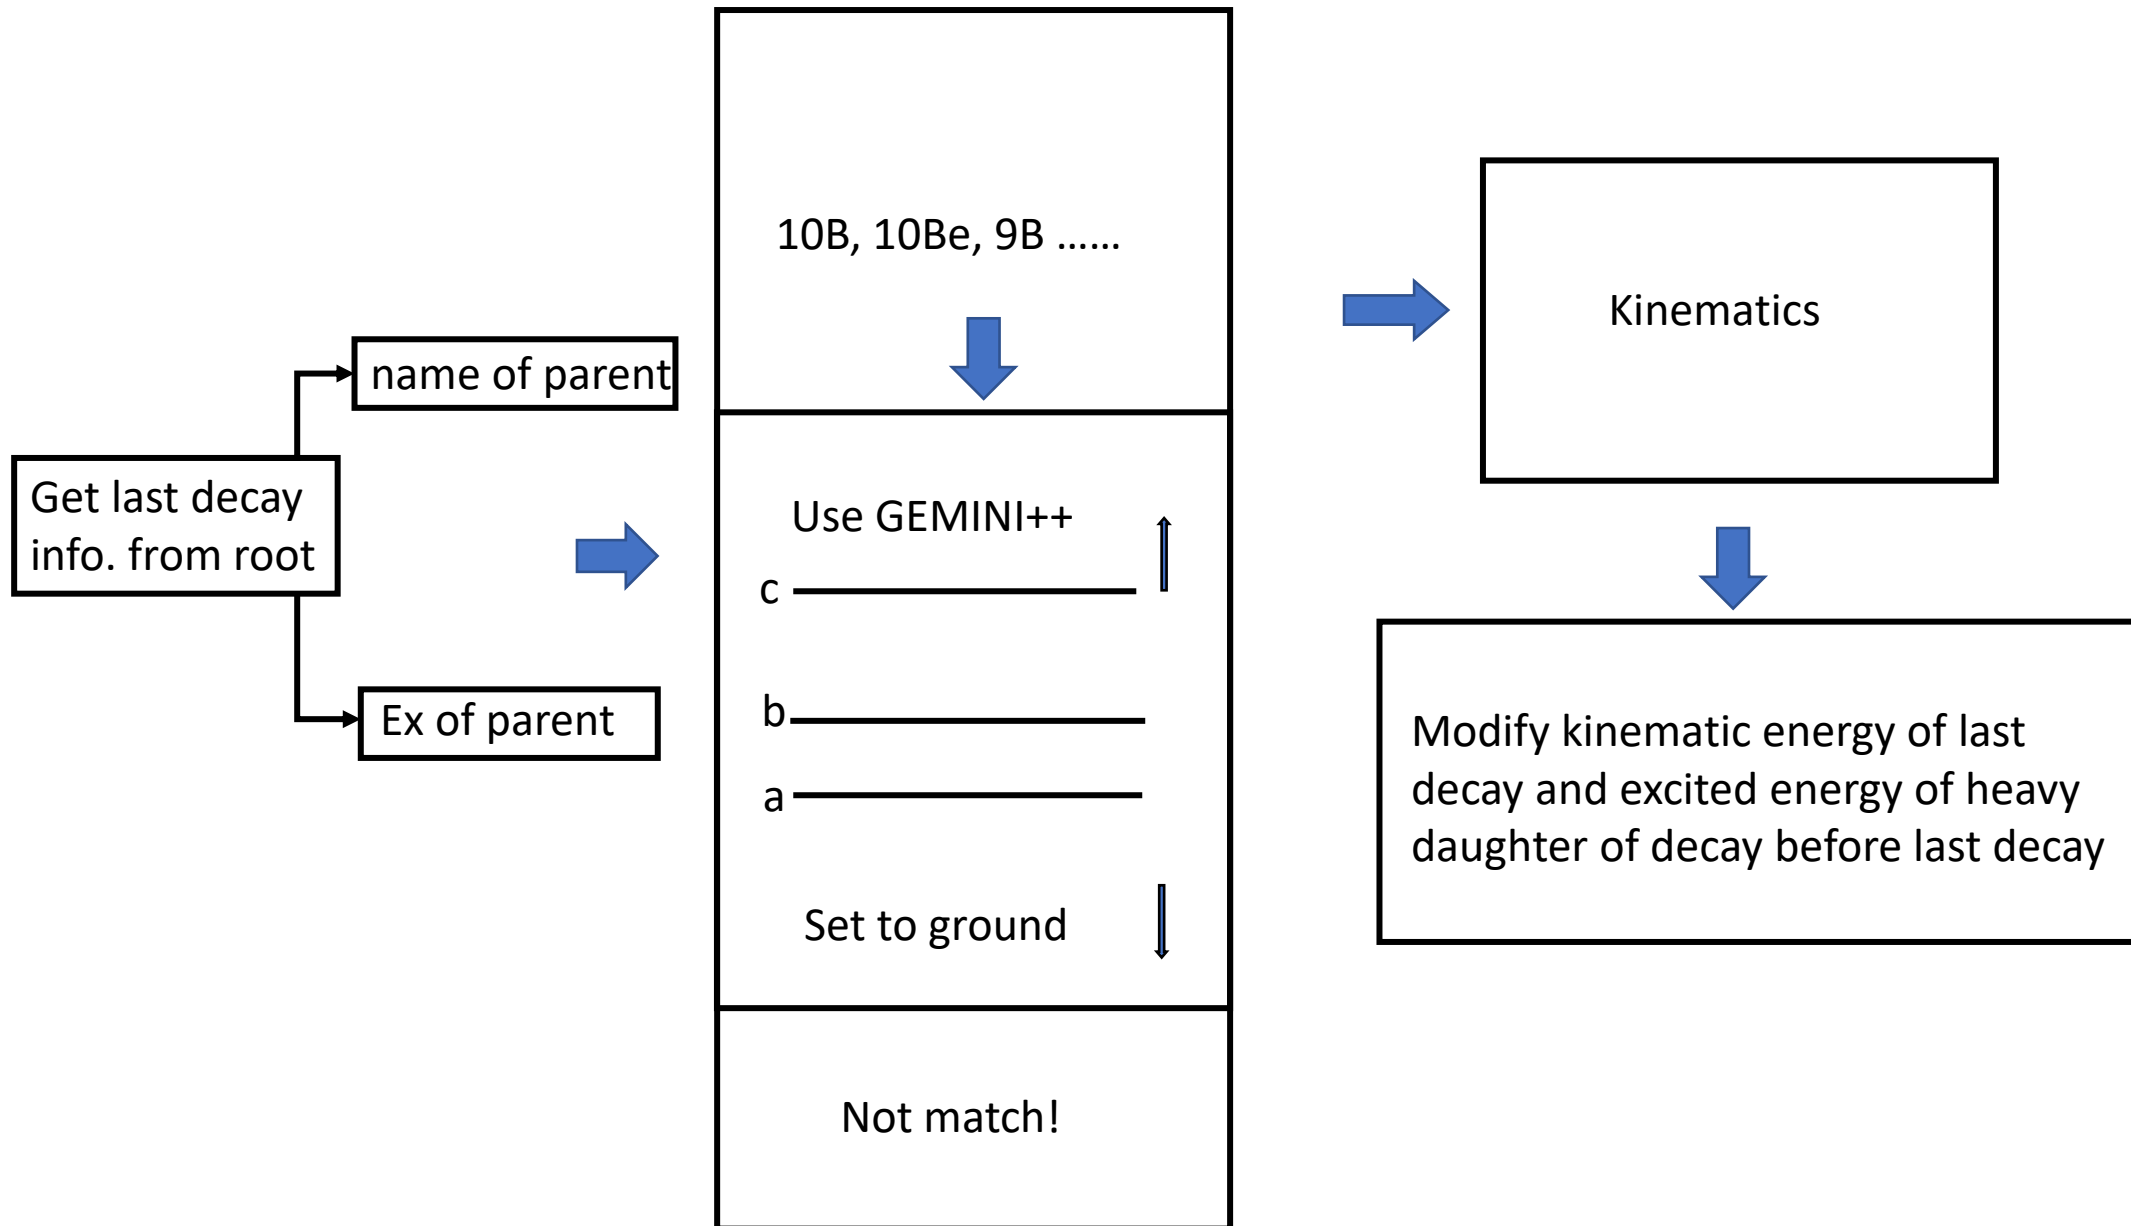 Get last decay
info. from root
name of parent
Ex of parent
10B, 10Be, 9B ......
Use GEMINI++
c
b
a
Set to ground
Not match!
Kinematics
Modify kinematic energy of last
decay and excited energy of heavy
daughter of decay before last decay